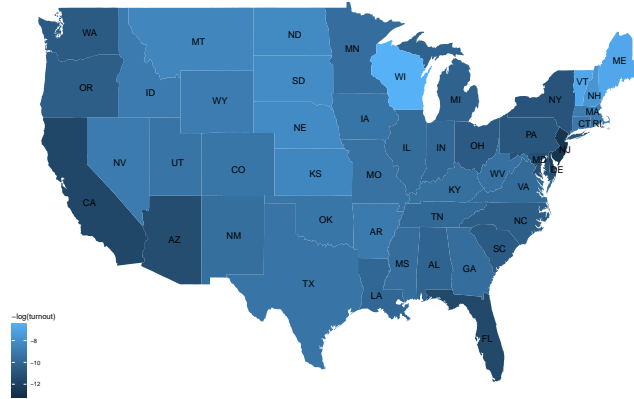 WA
MT
ND
MN
ME
OR
ID
WY
SD
WI
MI
VT
NH
NY
MA
CT RI
NE
IA
PA
NJ
NV
UT
CO
KS
MO
IL
IN
OH
MD
DE
WV
VA
KY
CA
AZ
NM
OK
AR
TN
NC
SC
TX
LA
MS
AL
GA
FL
−log(turnout)
−8
−10
−12